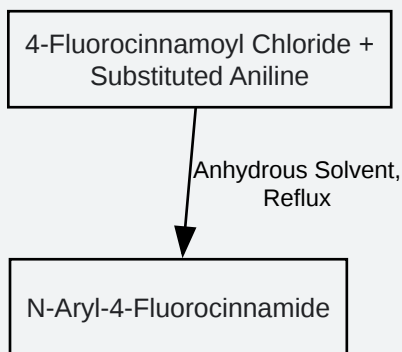 4-Fluorocinnamoyl Chloride +
Substituted Aniline
Anhydrous Solvent,
Reflux
N-Aryl-4-Fluorocinnamide